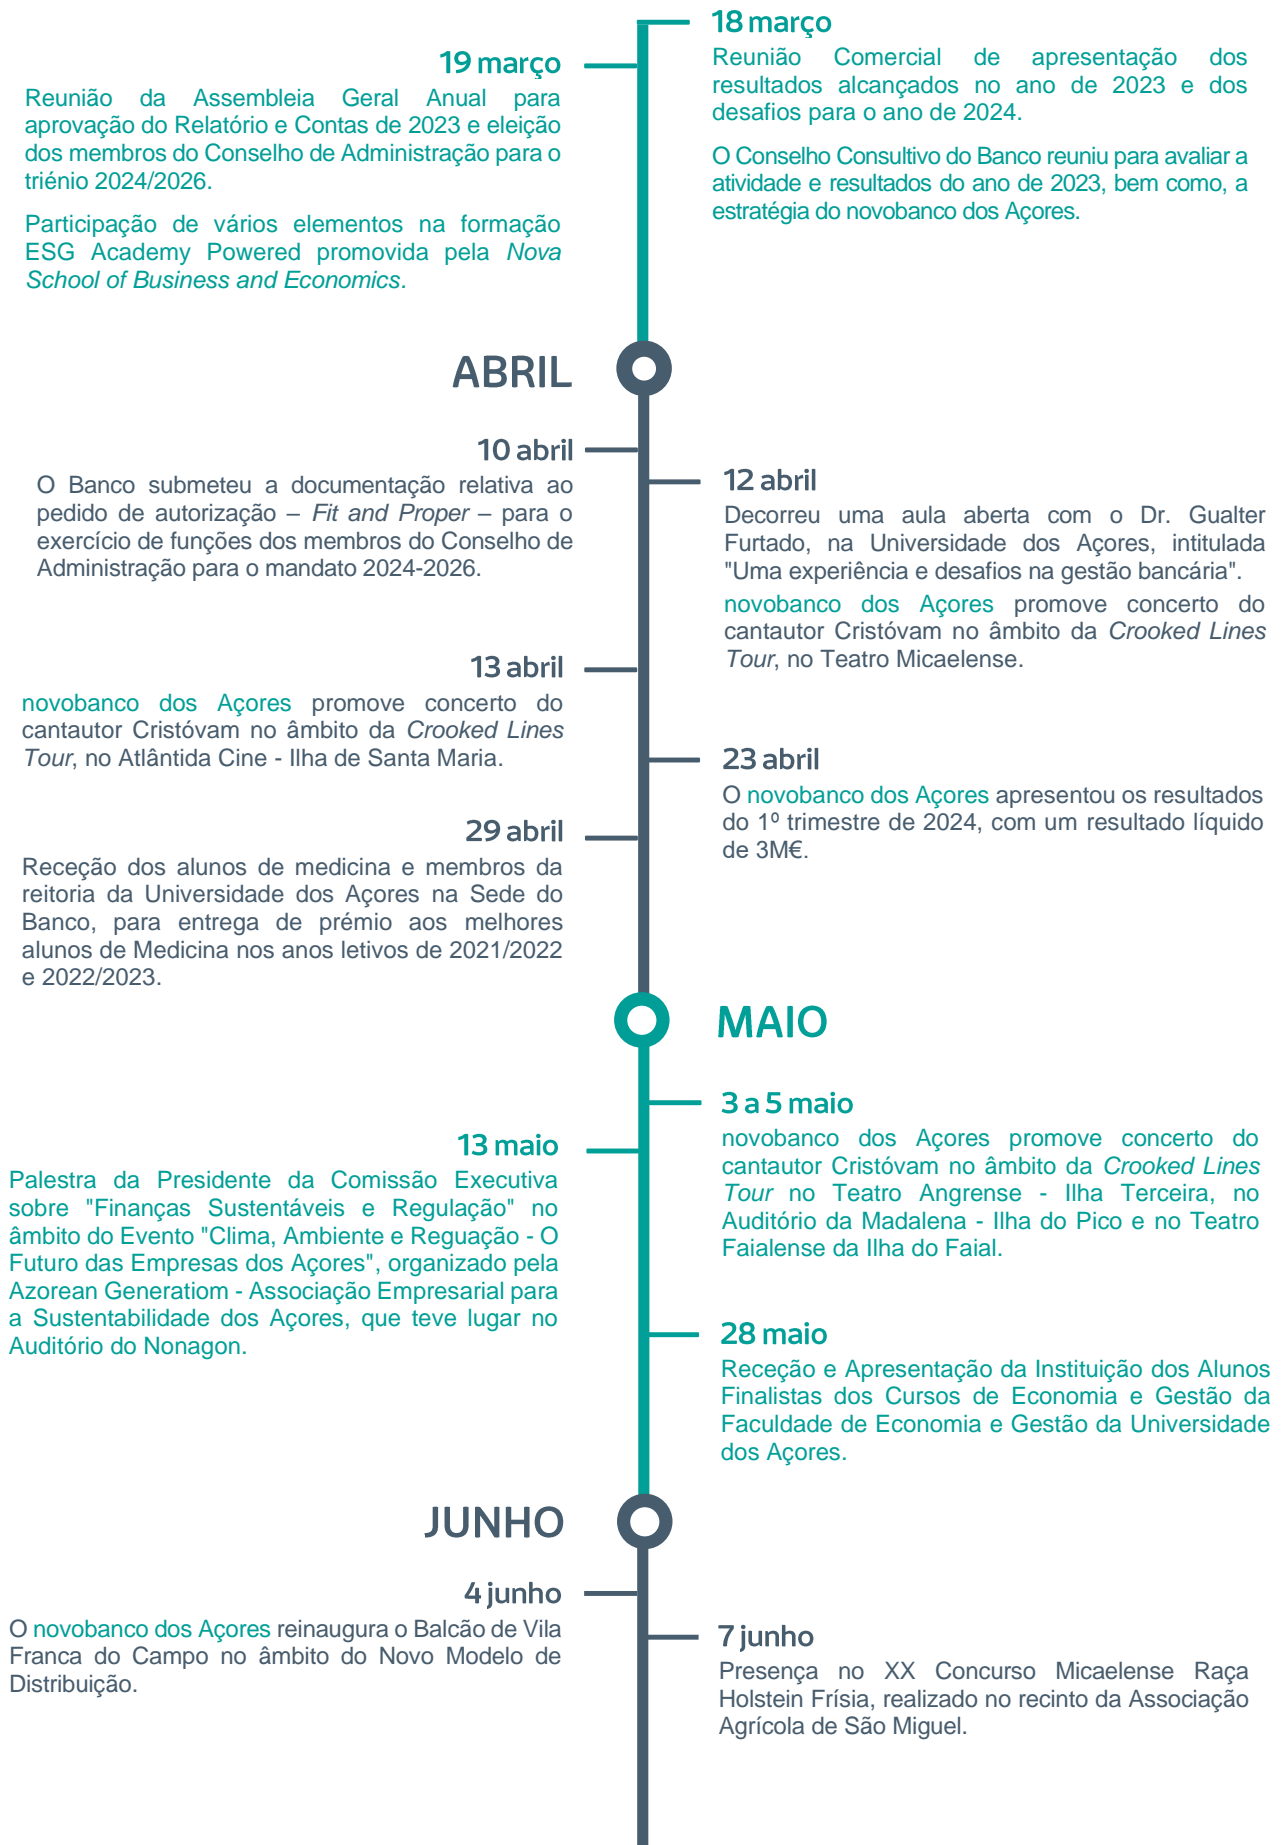 18 março
Reunião Comercial de apresentação dos
resultados alcançados no ano de 2023 e dos
desafios para o ano de 2024.
O Conselho Consultivo do Banco reuniu para avaliar a
atividade e resultados do ano de 2023, bem como, a
estratégia do novobanco dos Açores.
19 março
Reunião da Assembleia Geral Anual para
aprovação do Relatório e Contas de 2023 e eleição
dos membros do Conselho de Administração para o
triénio 2024/2026.
Participação de vários elementos na formação
ESG Academy Powered promovida pela Nova
School of Business and Economics.
ABRIL
10 abril
O Banco submeteu a documentação relativa ao
pedido de autorização – Fit and Proper – para o
exercício de funções dos membros do Conselho de
Administração para o mandato 2024-2026.
12 abril
Decorreu uma aula aberta com o Dr. Gualter
Furtado, na Universidade dos Açores, intitulada
"Uma experiência e desafios na gestão bancária".
novobanco dos Açores promove concerto do
cantautor Cristóvam no âmbito da Crooked Lines
Tour, no Teatro Micaelense.
13 abril
novobanco dos Açores promove concerto do
cantautor Cristóvam no âmbito da Crooked Lines
Tour, no Atlântida Cine - Ilha de Santa Maria.
23 abril
O novobanco dos Açores apresentou os resultados
do 1º trimestre de 2024, com um resultado líquido
de 3M€.
29 abril
Receção dos alunos de medicina e membros da
reitoria da Universidade dos Açores na Sede do
Banco, para entrega de prémio aos melhores
alunos de Medicina nos anos letivos de 2021/2022
e 2022/2023.
MAIO
3 a 5 maio
novobanco dos Açores promove concerto do
cantautor Cristóvam no âmbito da Crooked Lines
Tour no Teatro Angrense - Ilha Terceira, no
Auditório da Madalena - Ilha do Pico e no Teatro
Faialense da Ilha do Faial.
13 maio
Palestra da Presidente da Comissão Executiva
sobre "Finanças Sustentáveis e Regulação" no
âmbito do Evento "Clima, Ambiente e Reguação - O
Futuro das Empresas dos Açores", organizado pela
Azorean Generatiom - Associação Empresarial para
a Sustentabilidade dos Açores, que teve lugar no
Auditório do Nonagon.
28 maio
Receção e Apresentação da Instituição dos Alunos
Finalistas dos Cursos de Economia e Gestão da
Faculdade de Economia e Gestão da Universidade
dos Açores.
JUNHO
4 junho
O novobanco dos Açores reinaugura o Balcão de Vila
Franca do Campo no âmbito do Novo Modelo de
Distribuição.
7 junho
Presença no XX Concurso Micaelense Raça
Holstein Frísia, realizado no recinto da Associação
Agrícola de São Miguel.